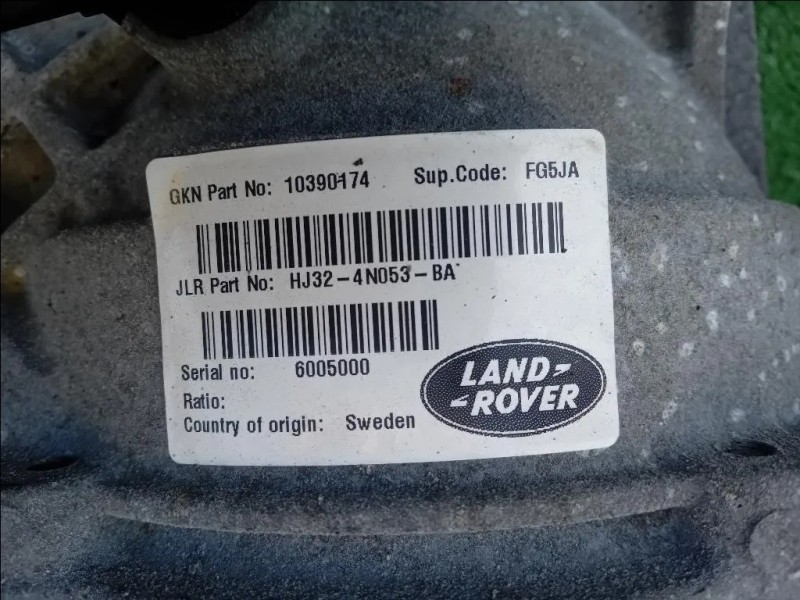 GKN Part No: 10390174 Sup.Code: FG5JA
JLR Part No: HJ32-4N053-BA
Serial no: 6005000
Ratio:
Country of origin: Sweden
LAND-
-ROVER